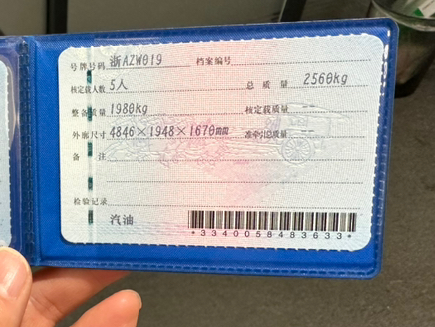 号牌号码 浙AZW019 档案编号
核定载人数 5人 总质量 2560kg
整备质量 1980kg 核定载质量 --
外廓尺寸 4846×1948×1670mm 准牵引总质量 --
备注
检验记录
汽油
*3340058483633*